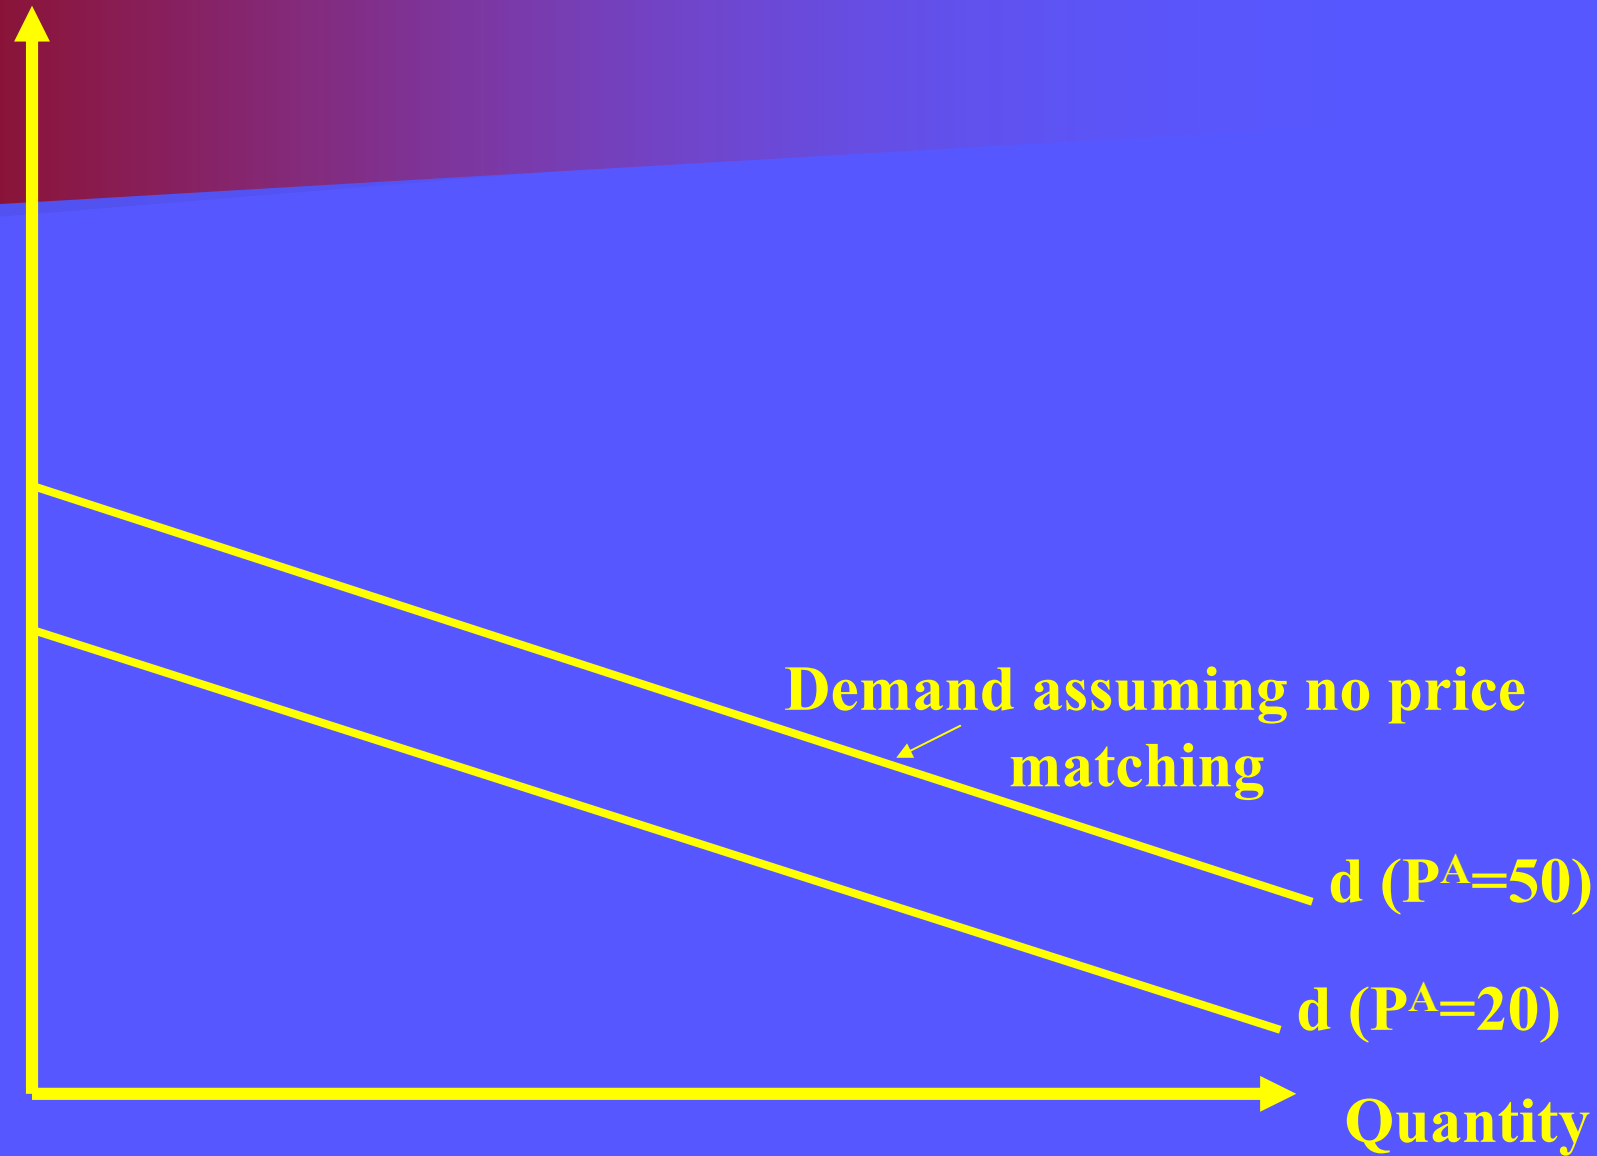 Demand assuming no price
matching
d (Pᴬ=50)
d (Pᴬ=20)
Quantity